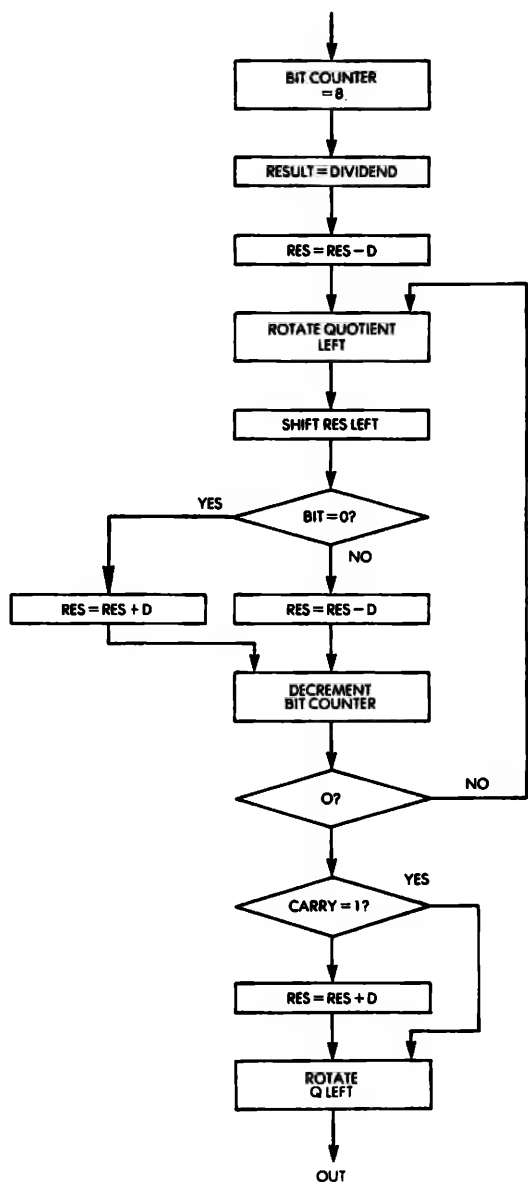 BIT COUNTER
= 8.
RESULT = DIVIDEND
RES = RES − D
ROTATE QUOTIENT
LEFT
SHIFT RES LEFT
YES
BIT = 0?
NO
RES = RES + D
RES = RES − D
DECREMENT
BIT COUNTER
O?
NO
YES
CARRY = 1?
RES = RES + D
ROTATE
Q LEFT
OUT